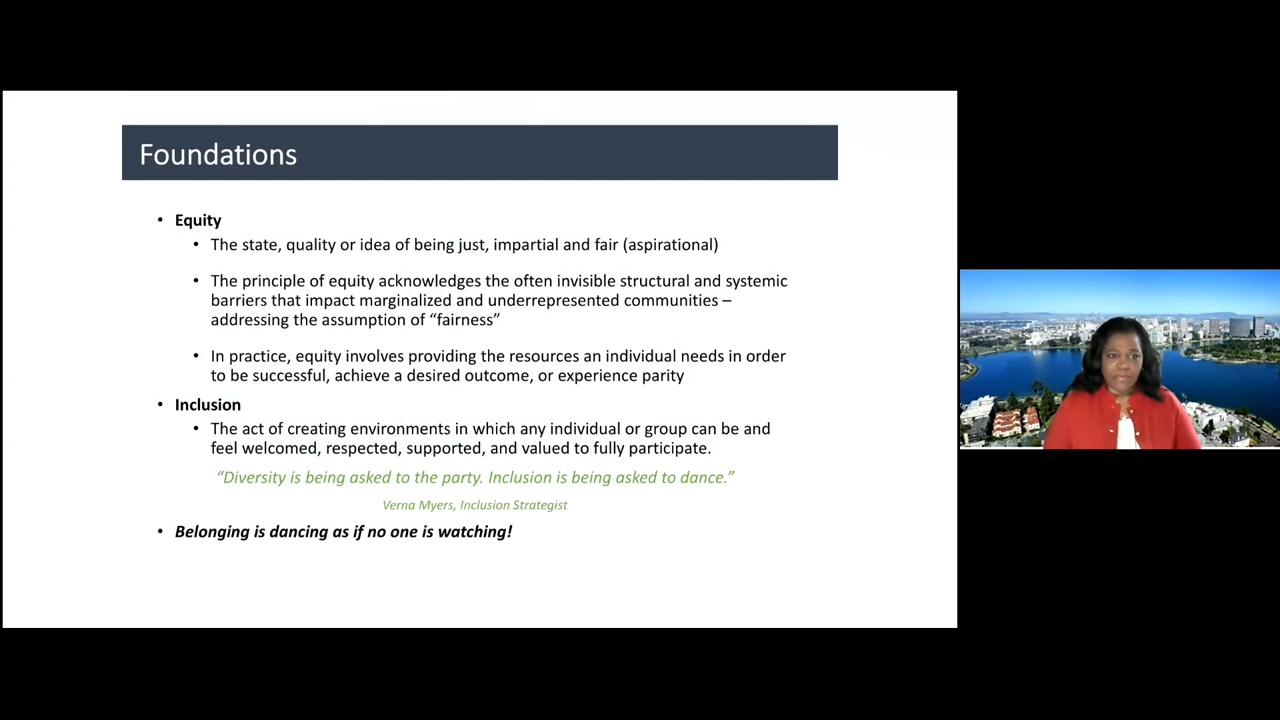 Foundations
• Equity
• The state, quality or idea of being just, impartial and fair (aspirational)
• The principle of equity acknowledges the often invisible structural and systemic
barriers that impact marginalized and underrepresented communities –
addressing the assumption of “fairness”
• In practice, equity involves providing the resources an individual needs in order
to be successful, achieve a desired outcome, or experience parity
• Inclusion
• The act of creating environments in which any individual or group can be and
feel welcomed, respected, supported, and valued to fully participate.
“Diversity is being asked to the party. Inclusion is being asked to dance.”
Verna Myers, Inclusion Strategist
• Belonging is dancing as if no one is watching!